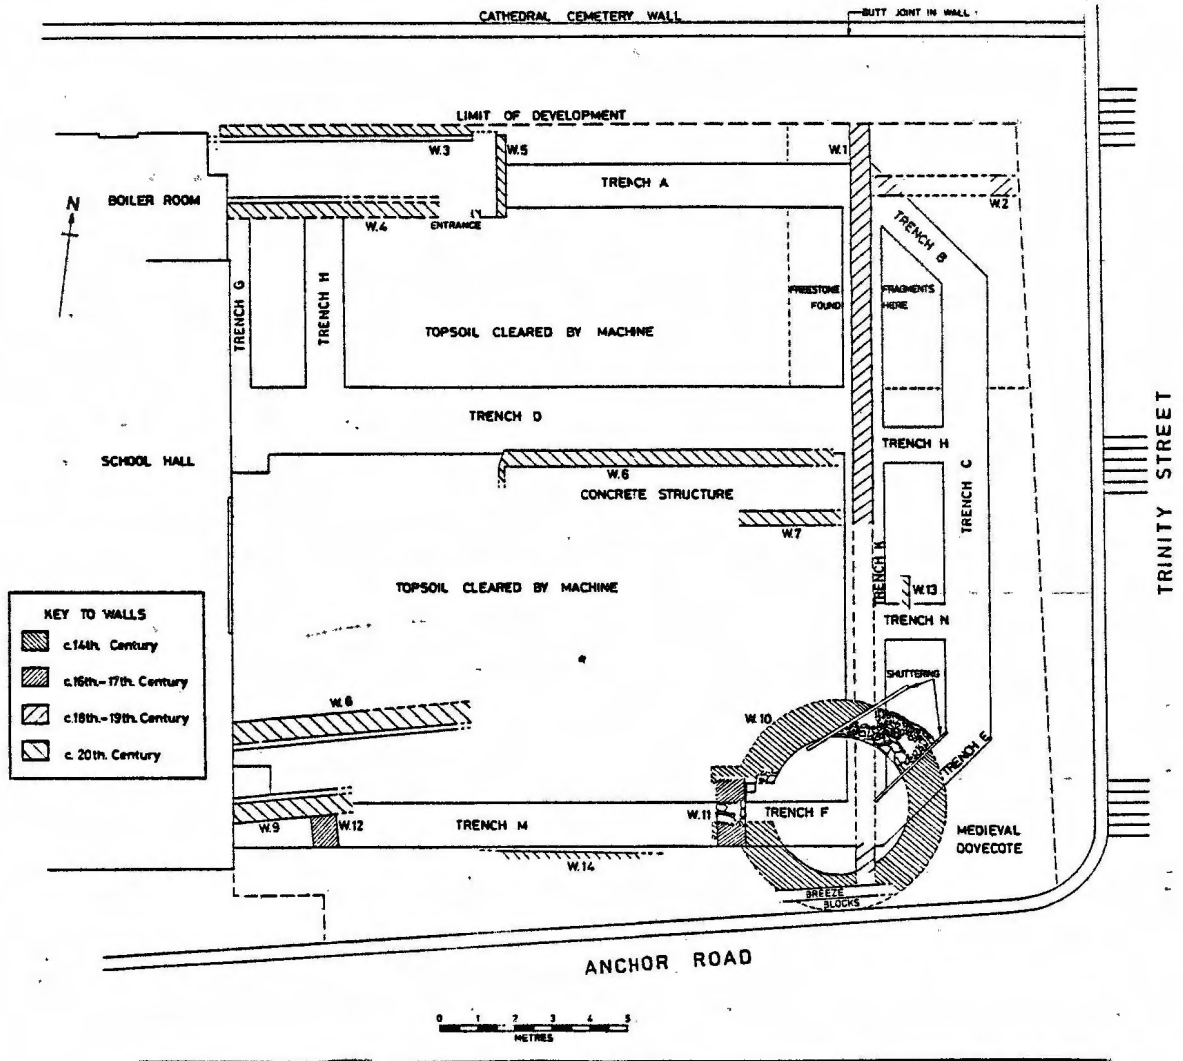 CATHEDRAL CEMETERY WALL
BUTT JOINT IN WALL
LIMIT OF DEVELOPMENT
W.3
W.5
W.1
TRENCH A
BOILER ROOM
N
W.4
ENTRANCE
W.2
TRENCH B
TRENCH G
TRENCH H
FREESTONE FRAGMENTS
FOUND HERE
TOPSOIL CLEARED BY MACHINE
TRENCH D
TRENCH H
SCHOOL HALL
W.6
CONCRETE STRUCTURE
W.7
TRENCH C
TRINITY STREET
TRENCH K
W.13
TOPSOIL CLEARED BY MACHINE
TRENCH N
KEY TO WALLS
c.14th. Century
c.16th.-17th. Century
c.18th.-19th. Century
c. 20th. Century
SHUTTERING
W.8
W.10
TRENCH E
W.9
W.12
TRENCH M
W.11
TRENCH F
MEDIEVAL
DOVECOTE
W.14
BREEZE
BLOCKS
ANCHOR ROAD
0 1 2 3 4 5
METRES